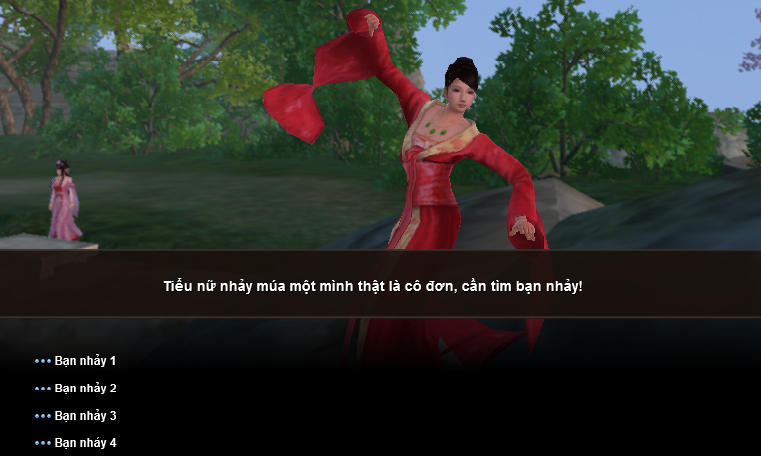 Tiểu nữ nhảy múa một mình thật là cô đơn, cần tìm bạn nhảy!
Bạn nhảy 1
Bạn nhảy 2
Bạn nhảy 3
Bạn nháy 4